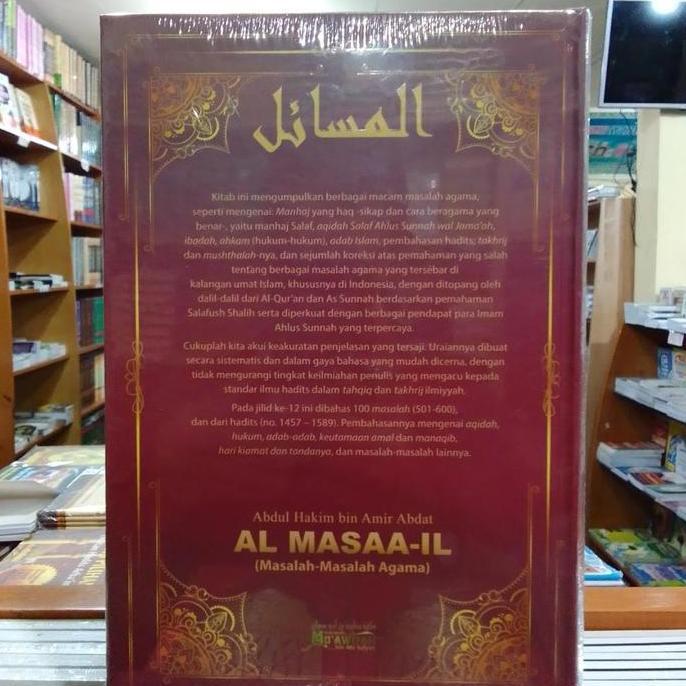 المسائل
Kitab ini mengumpulkan berbagai macam masalah agama,
seperti mengenai: Manhaj yang haq -sikap dan cara beragama yang
benar-, yaitu manhaj Salaf, aqidah Salaf Ahlus Sunnah wal Jama'ah,
ibadah, ahkam (hukum-hukum), adab Islam, pembahasan hadits; takhrij
dan mushthalah-nya, dan sejumlah koreksi atas pemahaman yang salah
tentang berbagai masalah agama yang tersebar di
kalangan umat Islam, khususnya di Indonesia, dengan ditopang oleh
dalil-dalil dari Al-Qur'an dan As Sunnah berdasarkan pemahaman
Salafush Shalih serta diperkuat dengan berbagai pendapat para Imam
Ahlus Sunnah yang terpercaya.
Cukuplah kita akui keakuratan penjelasan yang tersaji. Uraiannya dibuat
secara sistematis dan dalam gaya bahasa yang mudah dicerna, dengan
tidak mengurangi tingkat keilmiahan penulis yang mengacu kepada
standar ilmu hadits dalam tahqiq dan takhrij ilmiyyah.
Pada jilid ke-12 ini dibahas 100 masalah (501-600),
dan dari hadits (no. 1457 – 1589). Pembahasannya mengenai aqidah,
hukum, adab-adab, keutamaan amal dan manaqib,
hari kiamat dan tandanya, dan masalah-masalah lainnya.
Abdul Hakim bin Amir Abdat
AL MASAA-IL
(Masalah-Masalah Agama)